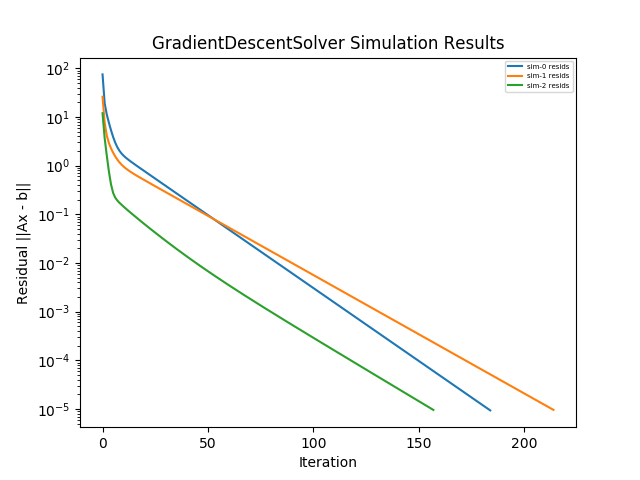 GradientDescentSolver Simulation Results
sim-0 resids
sim-1 resids
sim-2 resids
Residual ||Ax - b||
10²
10¹
10⁰
10⁻¹
10⁻²
10⁻³
10⁻⁴
10⁻⁵
0 50 100 150 200
Iteration